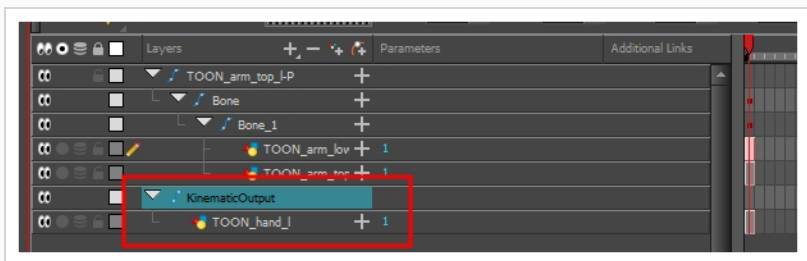 Layers Parameters Additional Links
TOON_arm_top_l-P
Bone
Bone_1
TOON_arm_lov 1
TOON_arm_top 1
KinematicOutput
TOON_hand_l 1